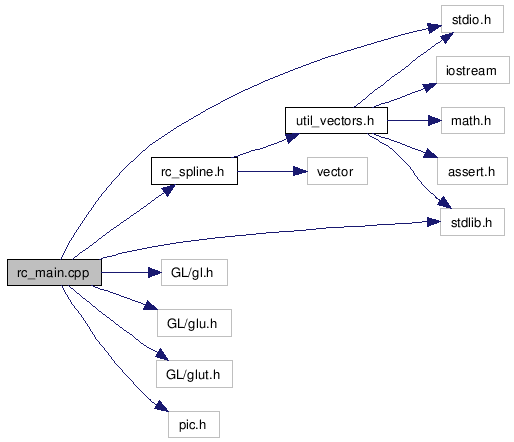 stdio.h
iostream
util_vectors.h
math.h
rc_spline.h
vector
assert.h
stdlib.h
rc_main.cpp
GL/gl.h
GL/glu.h
GL/glut.h
pic.h